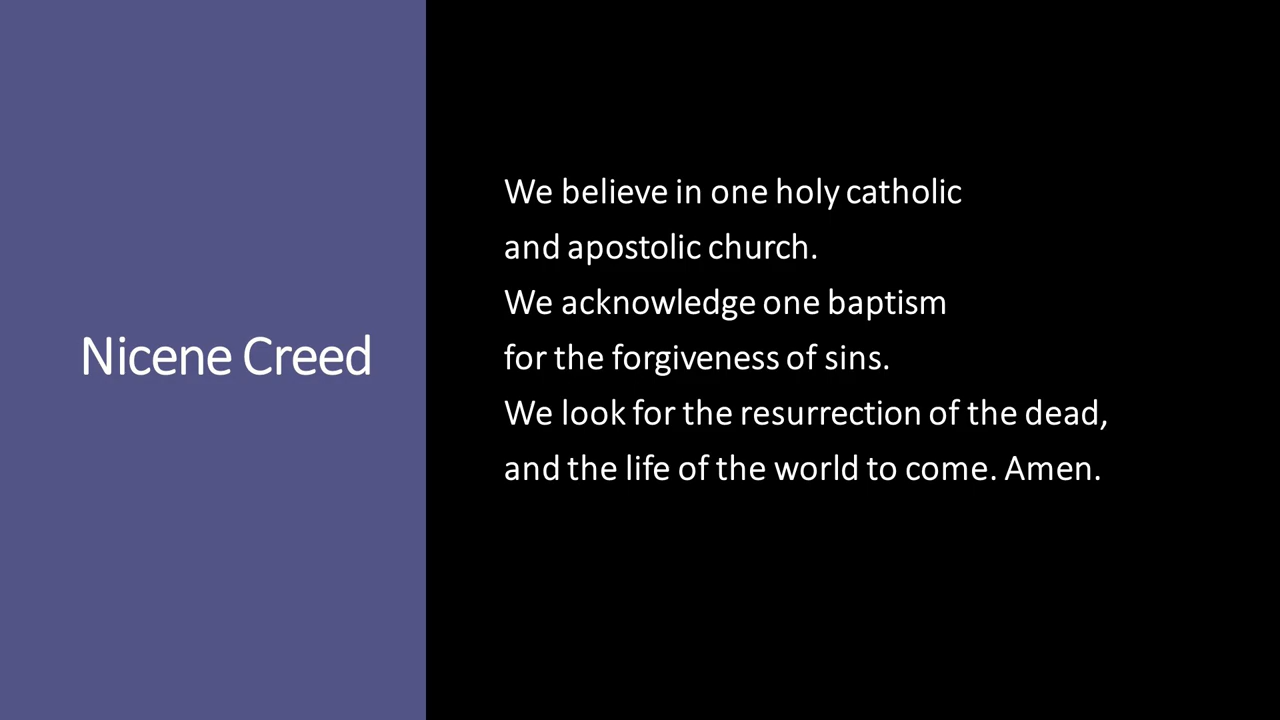 Nicene Creed
We believe in one holy catholic
and apostolic church.
We acknowledge one baptism
for the forgiveness of sins.
We look for the resurrection of the dead,
and the life of the world to come. Amen.